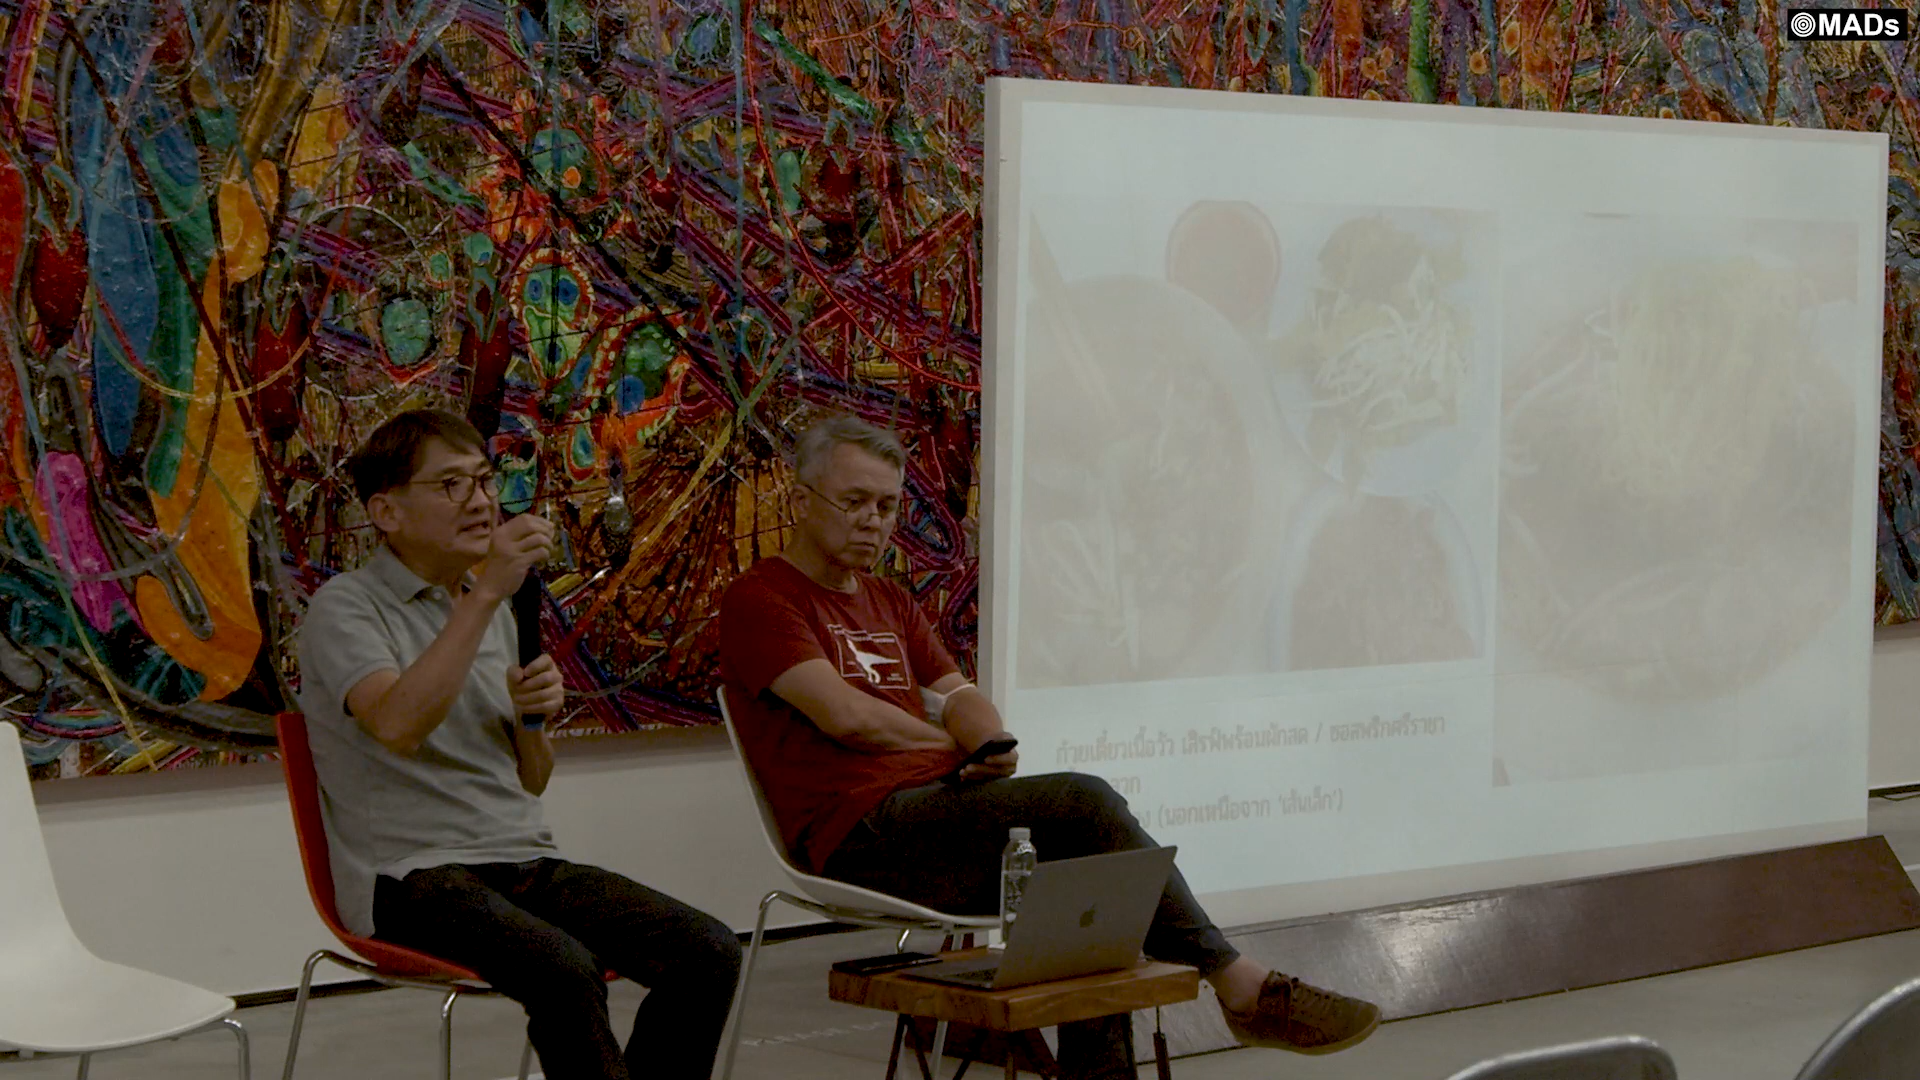 MADs
ก๋วยเตี๋ยวเนื้อวัว เสิร์ฟพร้อมผักสด / ซอสพริกศรีราชา
(นอกเหนือจาก 'เส้นเล็ก')